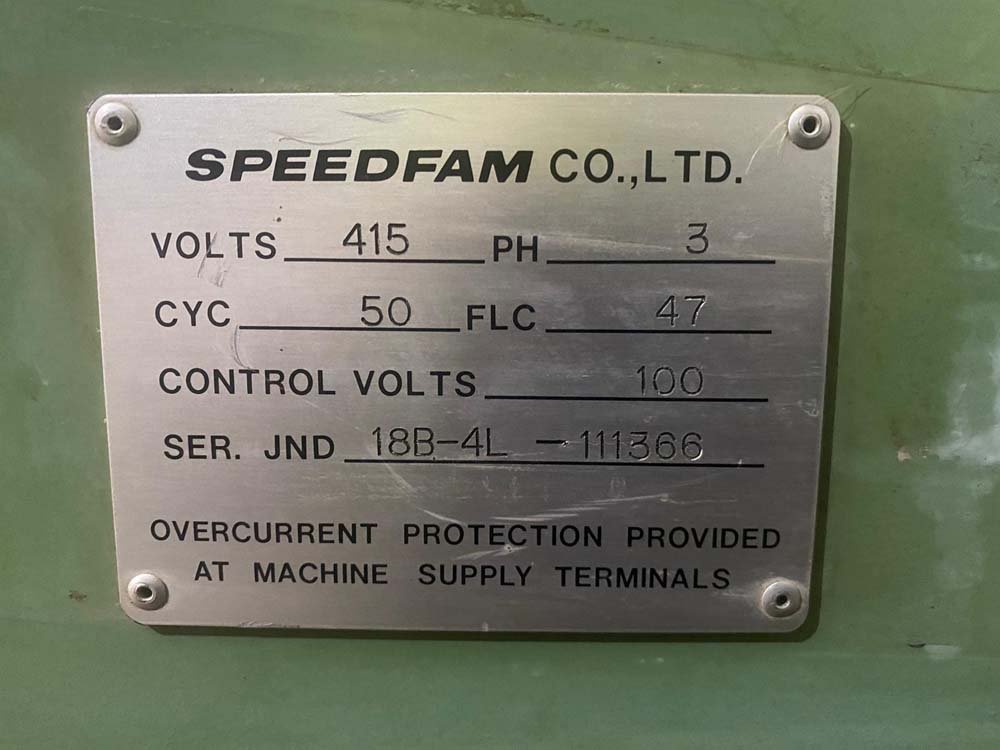 SPEEDFAM CO.,LTD.
VOLTS 415 PH 3
CYC 50 FLC 47
CONTROL VOLTS 100
SER. JND 18B-4L - 111366
OVERCURRENT PROTECTION PROVIDED
AT MACHINE SUPPLY TERMINALS